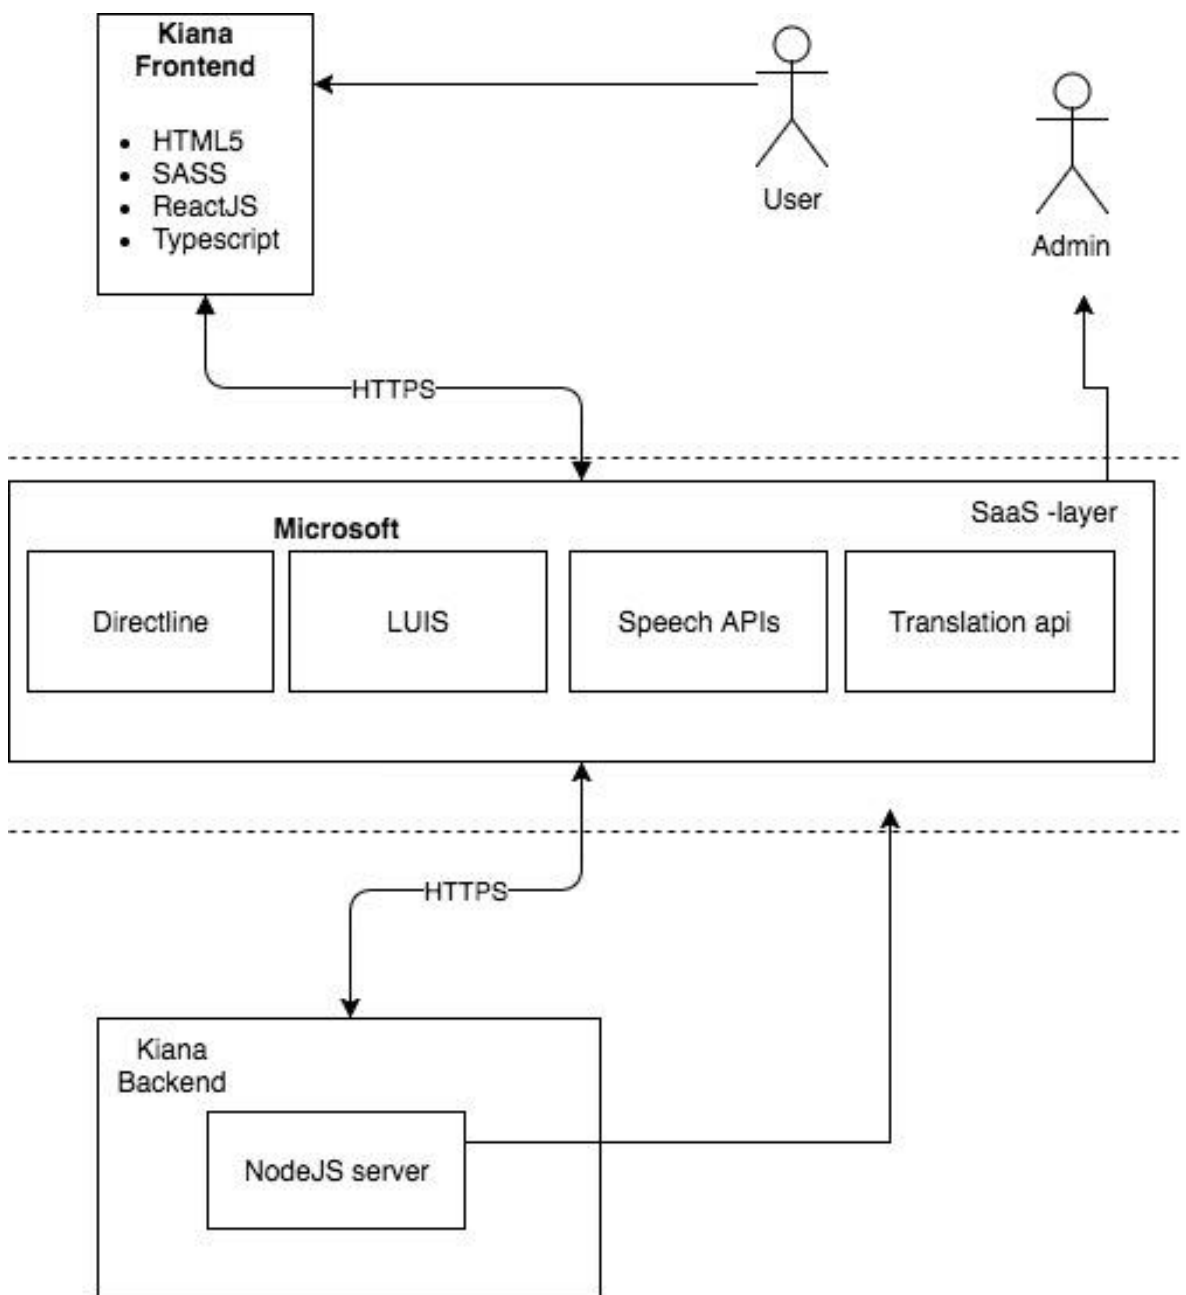 Kiana
Frontend
• HTML5
• SASS
• ReactJS
• Typescript
User
Admin
HTTPS
SaaS -layer
Microsoft
Directline
LUIS
Speech APIs
Translation api
HTTPS
Kiana
Backend
NodeJS server